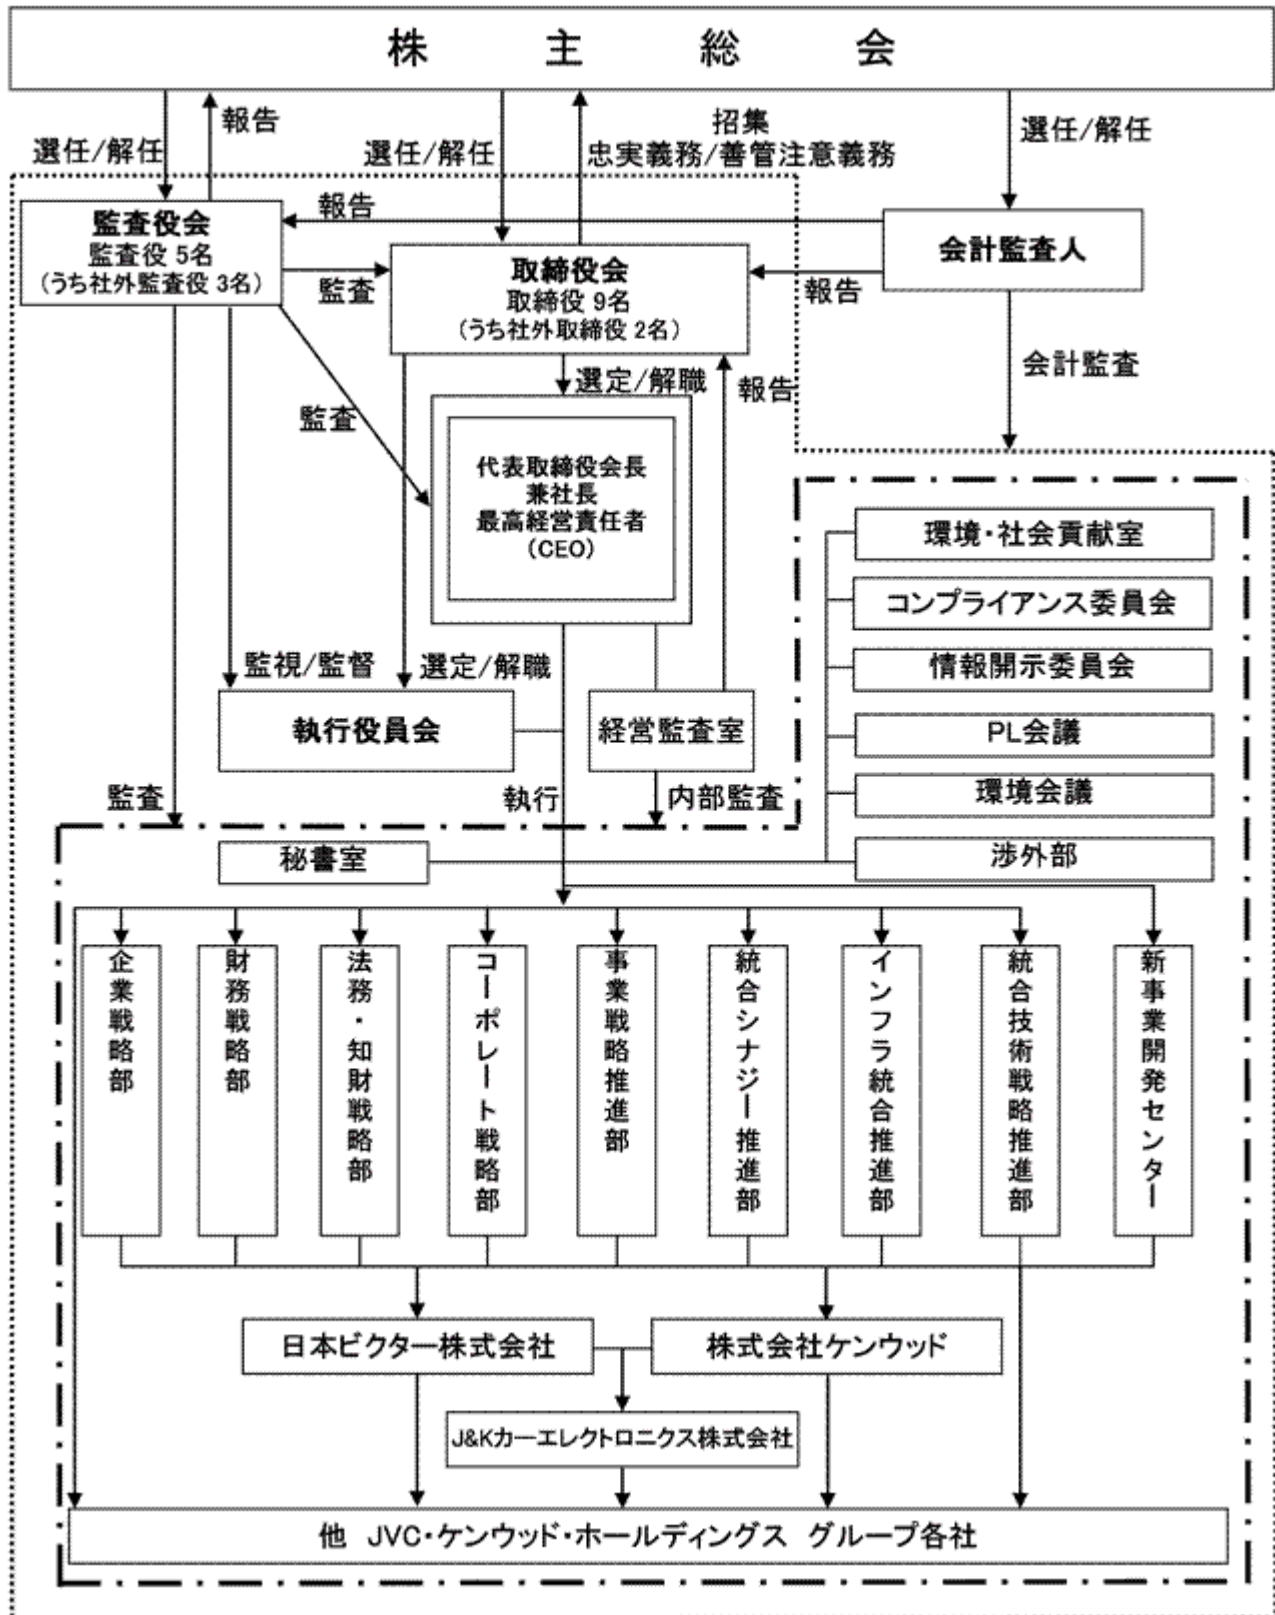 株主総会
報告
選任/解任
選任/解任
招集
忠実義務/善管注意義務
選任/解任
監査役会
監査役 5名
(うち社外監査役 3名)
報告
会計監査人
監査
取締役会
取締役 9名
(うち社外取締役 2名)
報告
会計監査
選定/解職
報告
監査
代表取締役会長
兼社長
最高経営責任者
(CEO)
環境・社会貢献室
コンプライアンス委員会
情報開示委員会
PL会議
環境会議
渉外部
監視/監督
選定/解職
執行役員会
経営監査室
監査
執行
内部監査
秘書室
企業戦略部
財務戦略部
法務・知財戦略部
コーポレート戦略部
事業戦略推進部
統合シナジー推進部
インフラ統合推進部
統合技術戦略推進部
新事業開発センター
日本ビクター株式会社
株式会社ケンウッド
J&Kカーエレクトロニクス株式会社
他 JVC・ケンウッド・ホールディングス グループ各社